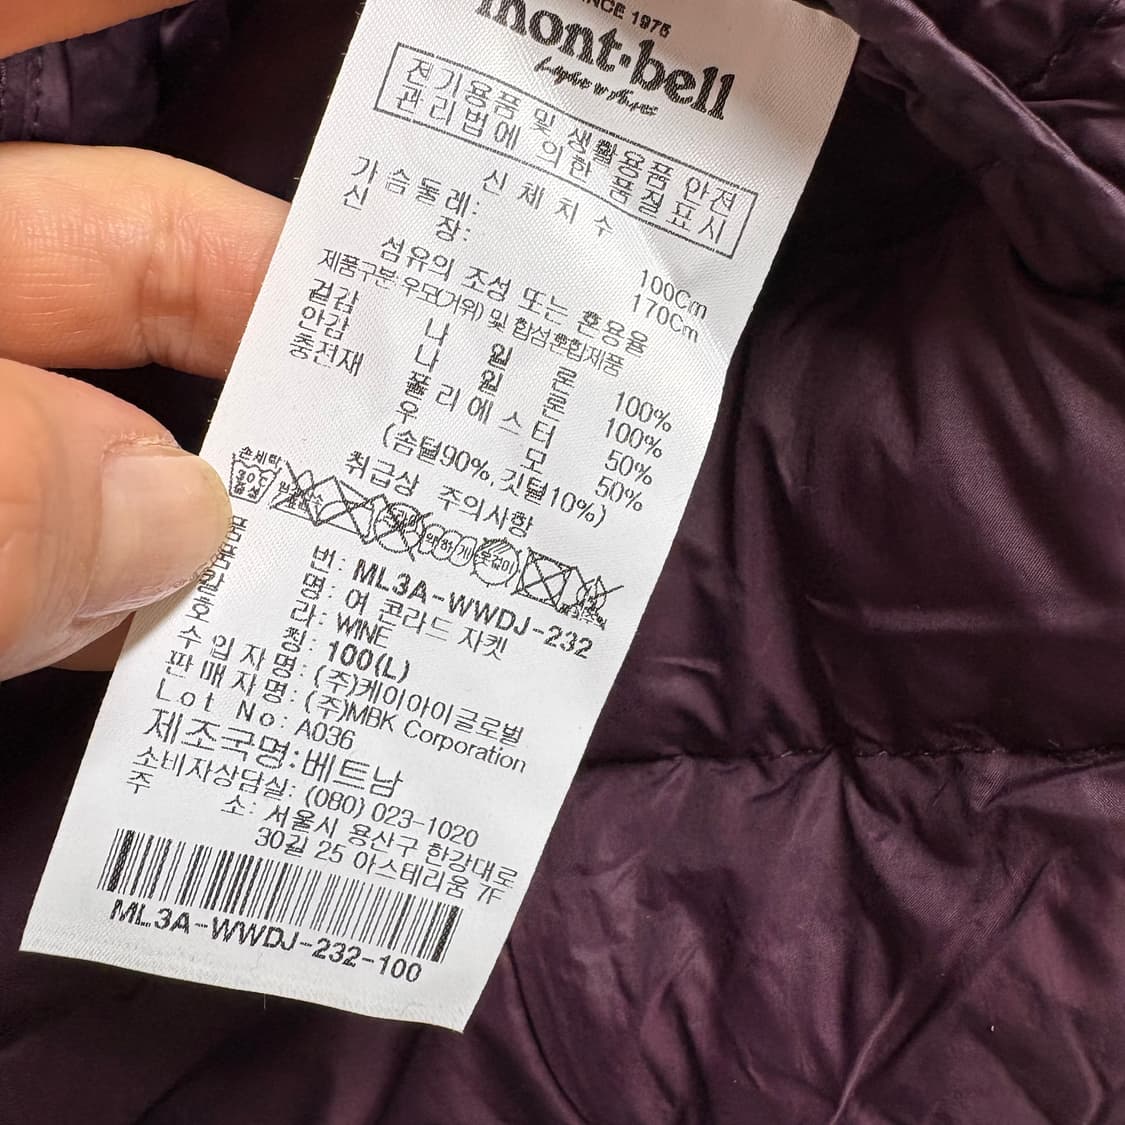 SINCE 1975
mont·bell
전기용품 및 생활용품 안전
관리법에 의한 품질표시
신체치수
가슴둘레: 100Cm
신 장: 170Cm
섬유의 조성 또는 혼용율
제품구분:우모(거위) 및 합섬혼합제품
겉감 나 일 론 100%
안감 나 일 론 100%
충전재 폴리에스터 50%
우 모 50%
(솜털90%,깃털10%)
취급상 주의사항
손세탁
30℃
중성
품 번: ML3A-WWDJ-232
품 명: 여 콘라드 자켓
칼 라: WINE
호 칭: 100(L)
수입자명: (주)케이아이글로벌
판매자명: (주)MBK Corporation
Lot No: A036
제조국명:베트남
소비자상담실: (080) 023-1020
주 소: 서울시 용산구 한강대로
30길 25 아스테리움 7F
ML3A-WWDJ-232-100